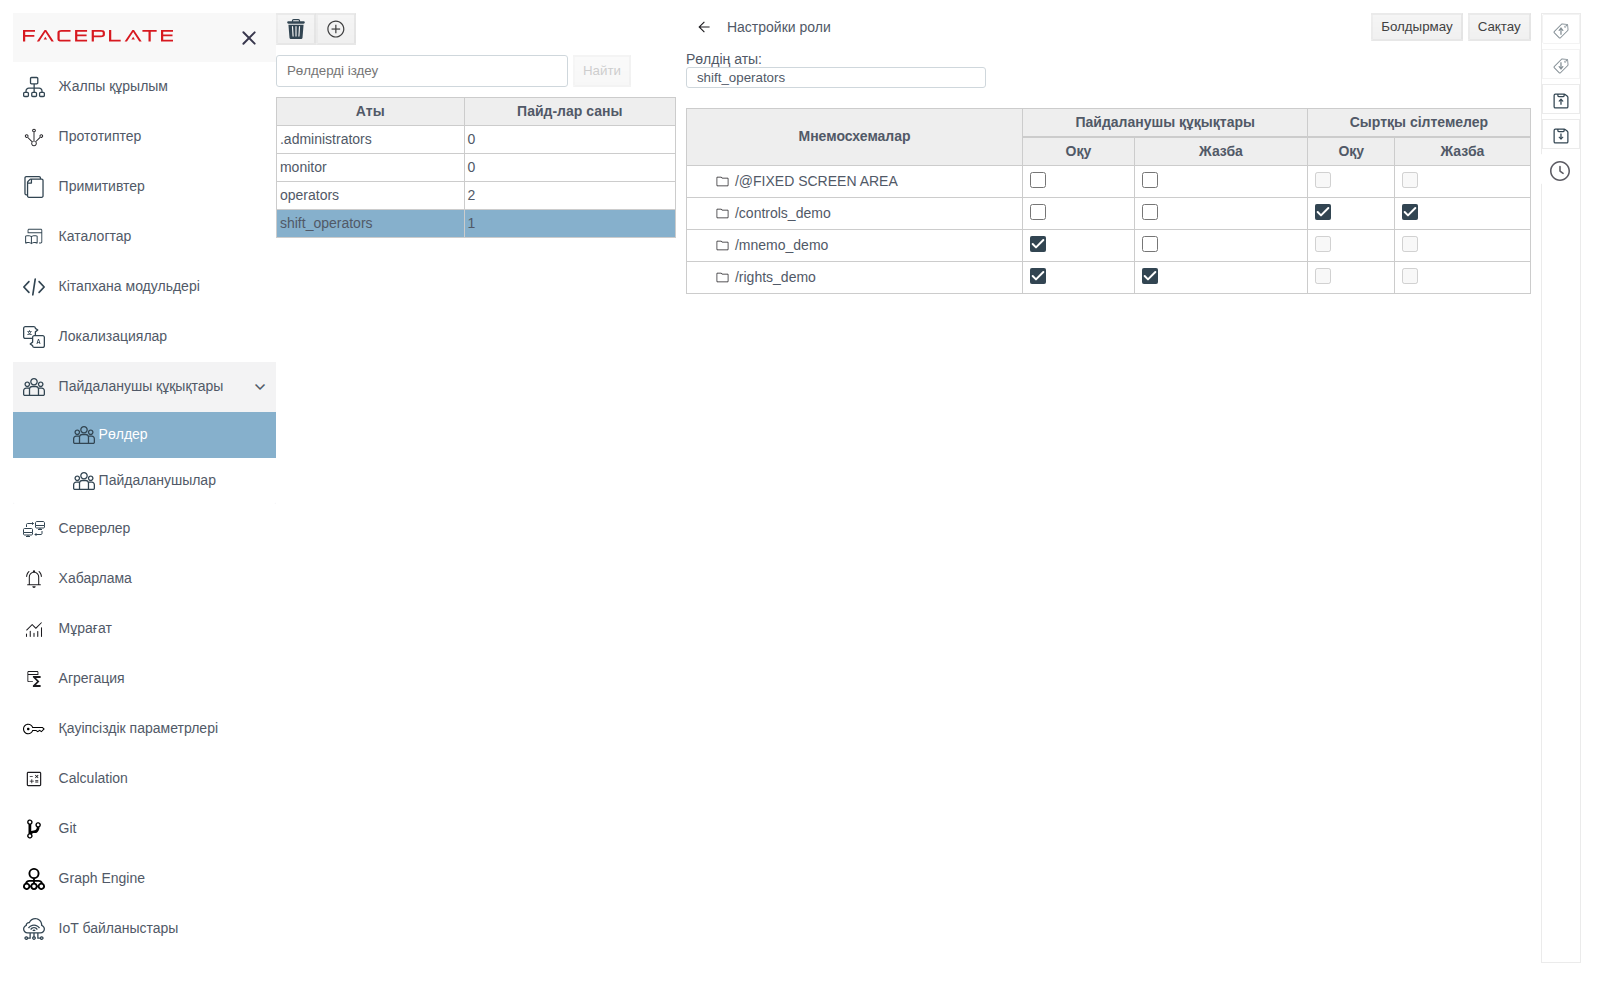 FACEPLATE
Жалпы құрылым
Прототиптер
Примитивтер
Каталогтар
Кітапхана модульдері
Локализациялар
Пайдаланушы құқықтары
Рөлдер
Пайдаланушылар
Серверлер
Хабарлама
Мұрағат
Агрегация
Қауіпсіздік параметрлері
Calculation
Git
Graph Engine
IoT байланыстары
Рөлдерді іздеу
Найти
Аты Пайд-лар саны
.administrators 0
monitor 0
operators 2
shift_operators 1
Настройки роли
Болдырмау Сақтау
Рөлдің аты:
shift_operators
Мнемосхемалар Пайдаланушы құқықтары Сыртқы сілтемелер
Оқу Жазба Оқу Жазба
/@FIXED SCREEN AREA
/controls_demo
/mnemo_demo
/rights_demo